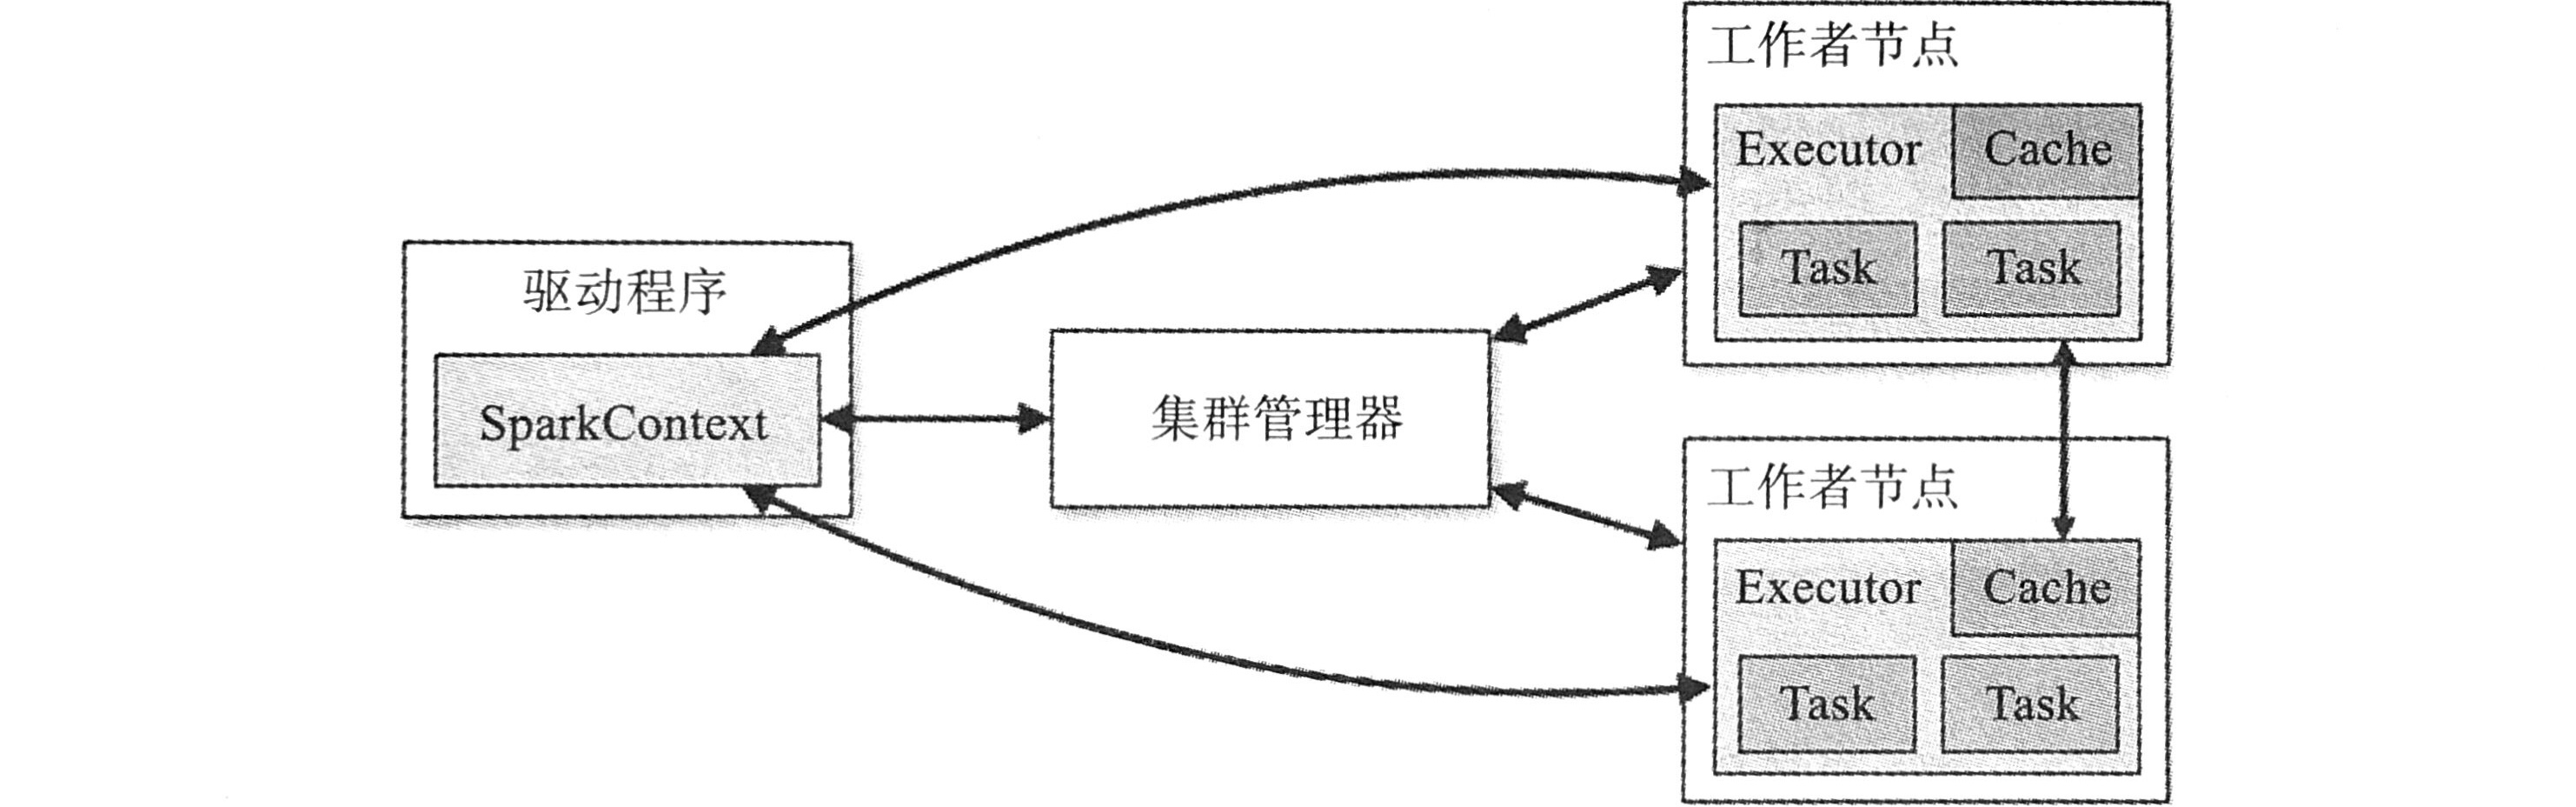 驱动程序
SparkContext
集群管理器
工作者节点
Executor
Cache
Task
Task
工作者节点
Executor
Cache
Task
Task